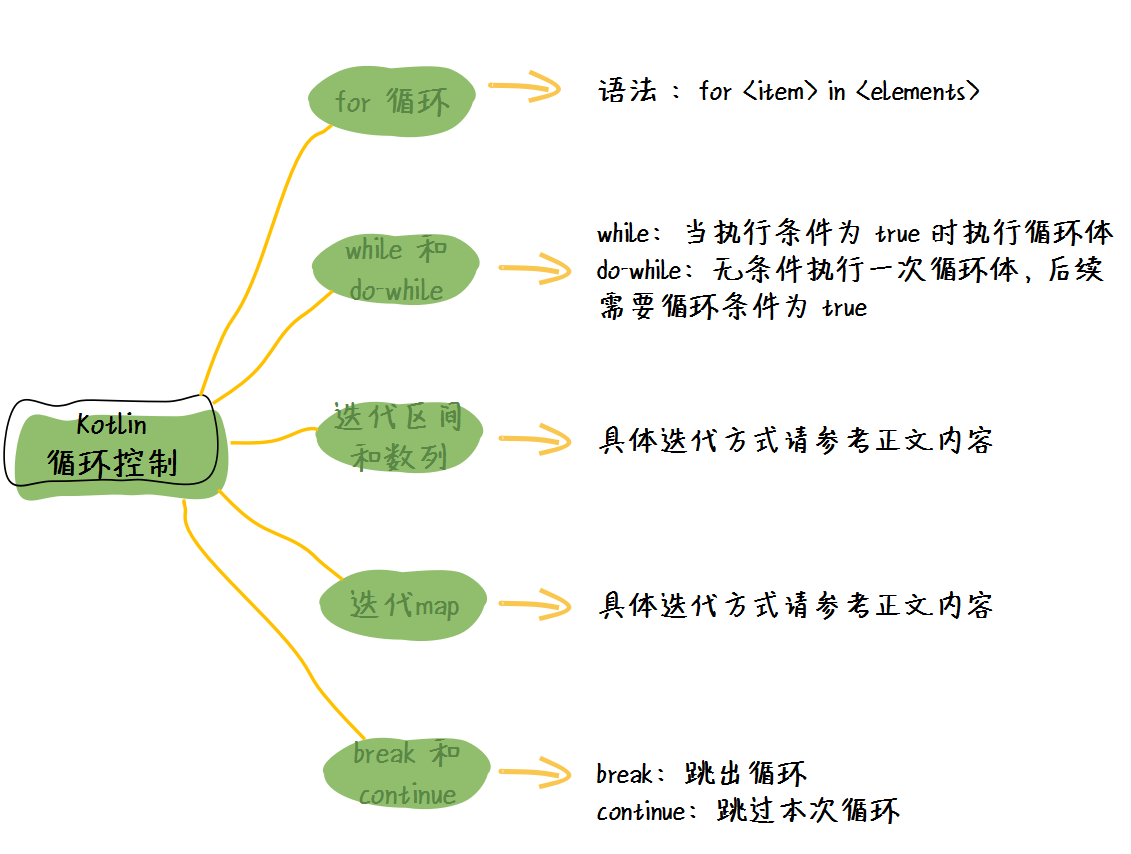 for 循环
语法：for <item> in <elements>
while 和
do-while
while：当执行条件为 true 时执行循环体
do-while：无条件执行一次循环体，后续
需要循环条件为 true
Kotlin
循环控制
迭代区间
和数列
具体迭代方式请参考正文内容
迭代map
具体迭代方式请参考正文内容
break 和
continue
break：跳出循环
continue：跳过本次循环